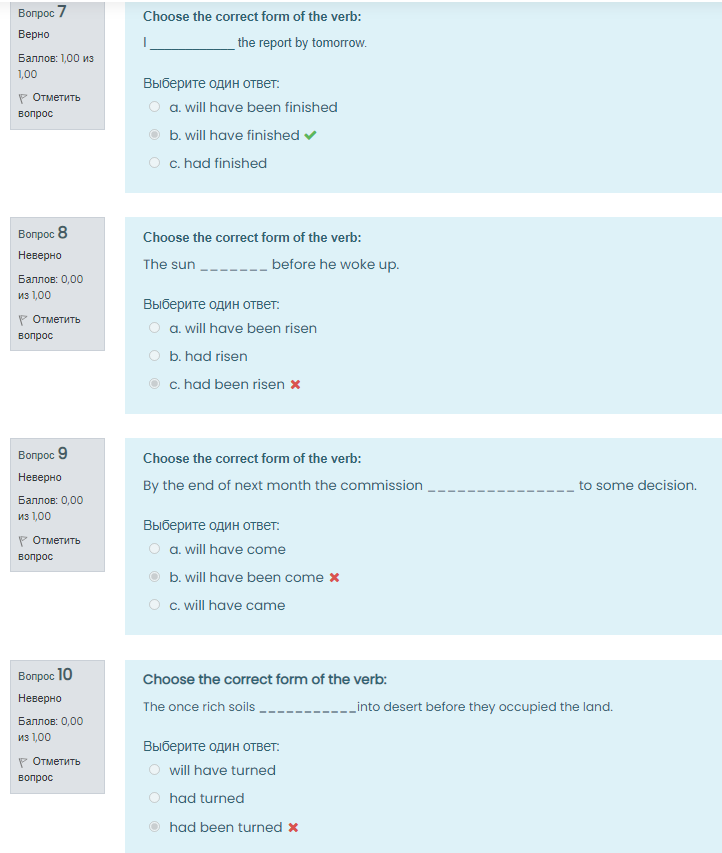 Вопрос 7
Верно
Баллов: 1,00 из
1,00
Отметить
вопрос
Choose the correct form of the verb:
I ____________ the report by tomorrow.
Выберите один ответ:
a. will have been finished
b. will have finished
c. had finished
Вопрос 8
Неверно
Баллов: 0,00
из 1,00
Отметить
вопрос
Choose the correct form of the verb:
The sun _______ before he woke up.
Выберите один ответ:
a. will have been risen
b. had risen
c. had been risen
Вопрос 9
Неверно
Баллов: 0,00
из 1,00
Отметить
вопрос
Choose the correct form of the verb:
By the end of next month the commission _______________ to some decision.
Выберите один ответ:
a. will have come
b. will have been come
c. will have came
Вопрос 10
Неверно
Баллов: 0,00
из 1,00
Отметить
вопрос
Choose the correct form of the verb:
The once rich soils ___________into desert before they occupied the land.
Выберите один ответ:
will have turned
had turned
had been turned